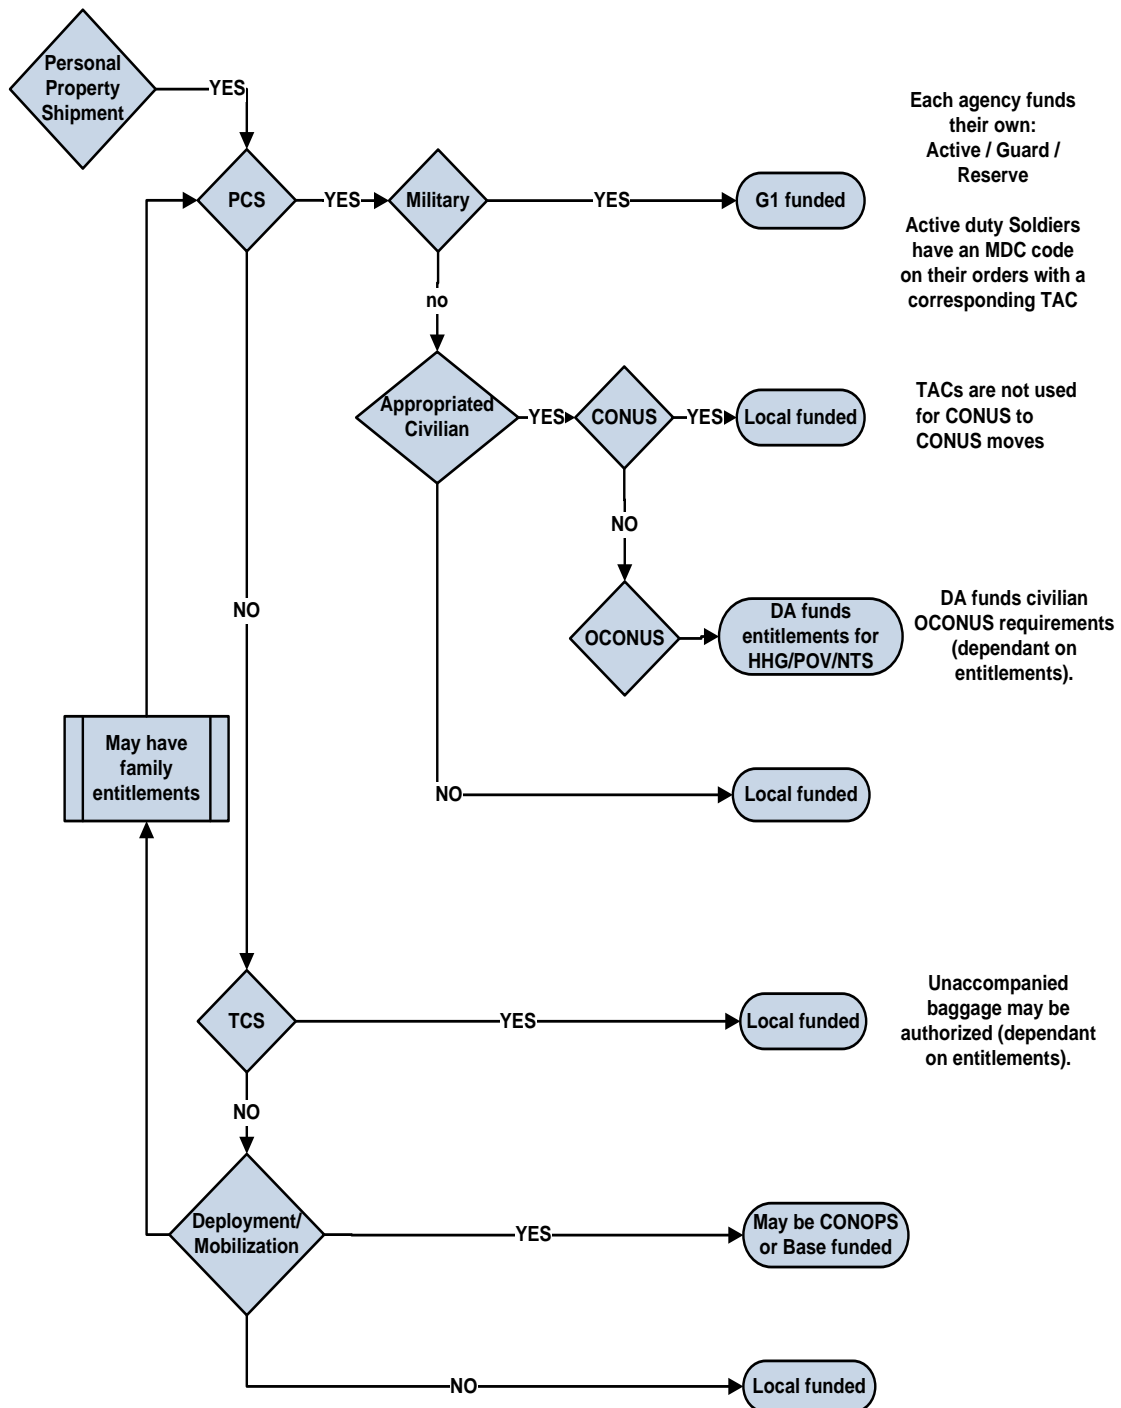 Personal
Property
Shipment
YES
PCS
YES
Military
YES
G1 funded
Each agency funds
their own:
Active / Guard /
Reserve
Active duty Soldiers
have an MDC code
on their orders with a
corresponding TAC
no
Appropriated
Civilian
YES
CONUS
YES
Local funded
TACs are not used
for CONUS to
CONUS moves
NO
OCONUS
DA funds
entitlements for
HHG/POV/NTS
DA funds civilian
OCONUS requirements
(dependant on
entitlements).
NO
Local funded
NO
May have
family
entitlements
TCS
YES
Local funded
Unaccompanied
baggage may be
authorized (dependant
on entitlements).
NO
Deployment/
Mobilization
YES
May be CONOPS
or Base funded
NO
Local funded